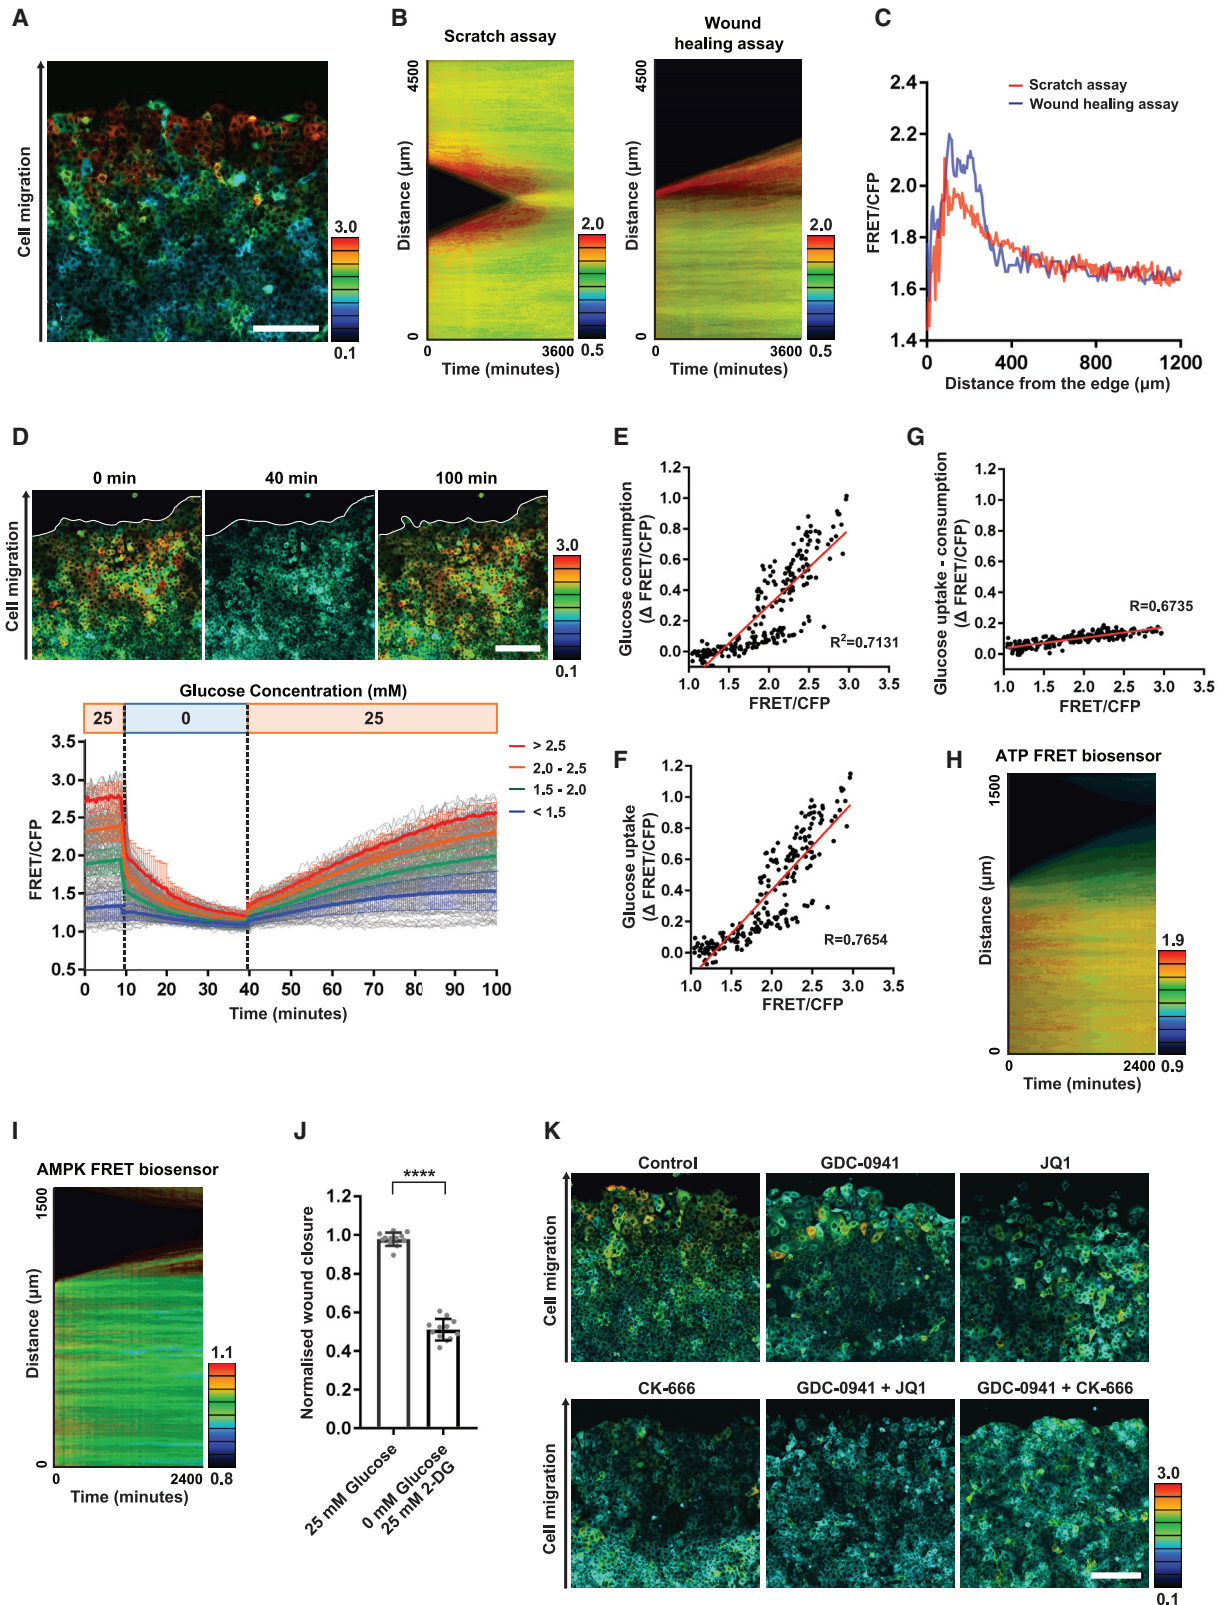 A
Cell migration
3.0
0.1
B
Scratch assay
Wound
healing assay
4500
Distance (µm)
0
0
3600
Time (minutes)
2.0
0.5
4500
Distance (µm)
0
0
3600
Time (minutes)
2.0
0.5
C
2.4
2.2
2.0
1.8
1.6
1.4
FRET/CFP
Scratch assay
Wound healing assay
0
400
800
1200
Distance from the edge (µm)
D
0 min
40 min
100 min
Cell migration
3.0
0.1
Glucose Concentration (mM)
25
0
25
3.5
3.0
2.5
2.0
1.5
1.0
0.5
FRET/CFP
> 2.5
2.0 - 2.5
1.5 - 2.0
< 1.5
0 10 20 30 40 50 60 70 80 90 100
Time (minutes)
E
Glucose consumption
(Δ FRET/CFP)
1.2
1.0
0.8
0.6
0.4
0.2
0.0
R²=0.7131
1.0 1.5 2.0 2.5 3.0 3.5
FRET/CFP
F
Glucose uptake
(Δ FRET/CFP)
1.2
1.0
0.8
0.6
0.4
0.2
0.0
R=0.7654
1.0 1.5 2.0 2.5 3.0 3.5
FRET/CFP
G
Glucose uptake - consumption
(Δ FRET/CFP)
1.2
1.0
0.8
0.6
0.4
0.2
0.0
R=0.6735
1.0 1.5 2.0 2.5 3.0 3.5
FRET/CFP
H
ATP FRET biosensor
1500
Distance (µm)
0
0
2400
Time (minutes)
1.9
0.9
I
AMPK FRET biosensor
1500
Distance (µm)
0
0
2400
Time (minutes)
1.1
0.8
J
****
1.2
1.0
0.8
0.6
0.4
0.2
0.0
Normalised wound closure
25 mM Glucose
0 mM Glucose
25 mM 2-DG
K
Control
GDC-0941
JQ1
Cell migration
CK-666
GDC-0941 + JQ1
GDC-0941 + CK-666
Cell migration
3.0
0.1